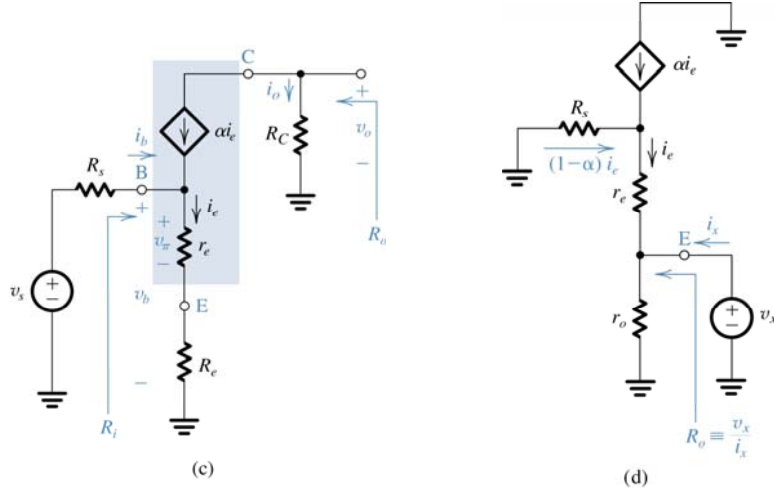 C
i_o
+
v_o
−
αi_e
R_C
i_b
B
R_s
+
i_e
+
v_π
−
r_e
R_o
v_s
+
−
v_b
E
R_e
−
R_i
(c)
αi_e
R_s
(1−α) i_e
i_e
r_e
i_x
E
r_o
+
−
v_x
R_o ≡ v_x/i_x
(d)